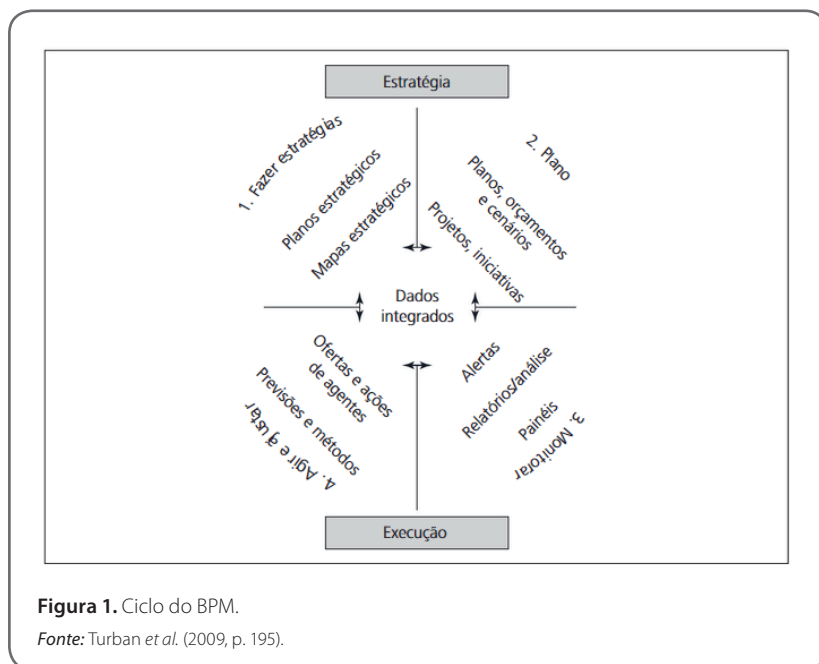 Estratégia
1. Fazer estratégias
Planos estratégicos
Mapas estratégicos
2. Plano
Planos, orçamentos
e cenários
Projetos, iniciativas
Dados
integrados
Ofertas e ações
de agentes
Previsões e métodos
4. Agir e ajustar
Alertas
Relatórios/análise
Painéis
3. Monitorar
Execução
Figura 1. Ciclo do BPM.
Fonte: Turban et al. (2009, p. 195).